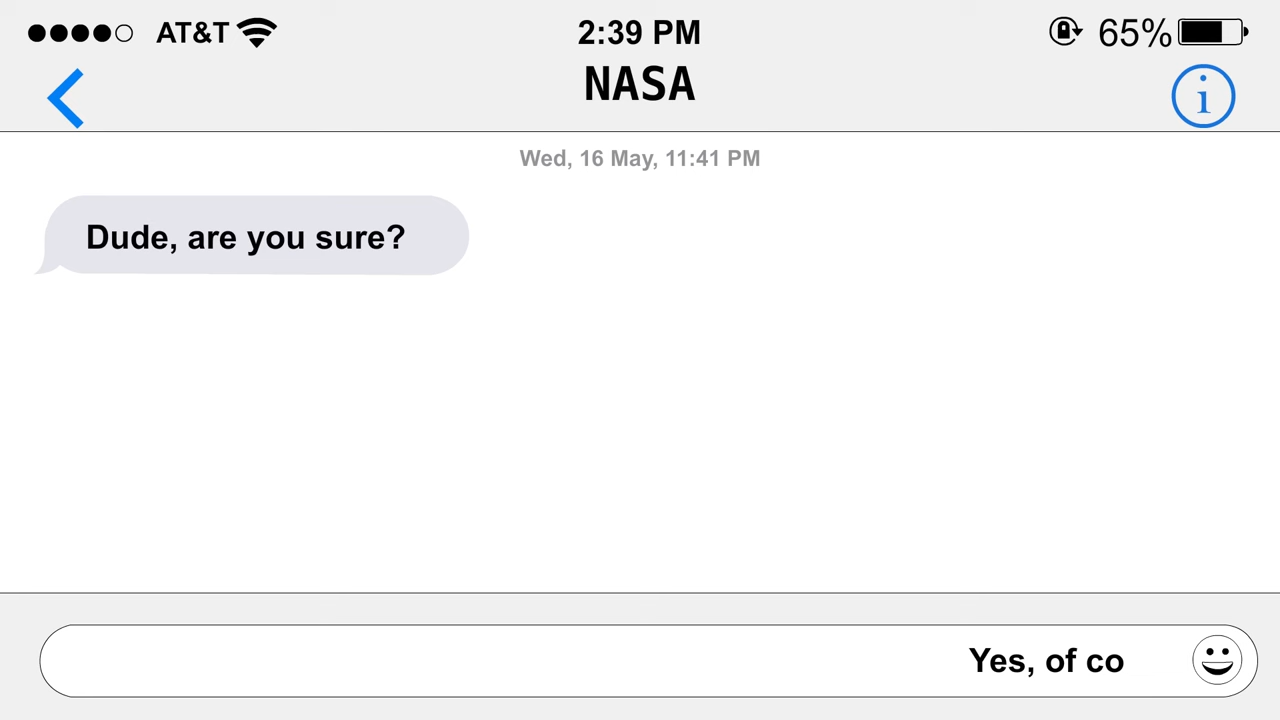 AT&T
2:39 PM
65%
NASA
i
Wed, 16 May, 11:41 PM
Dude, are you sure?
Yes, of co